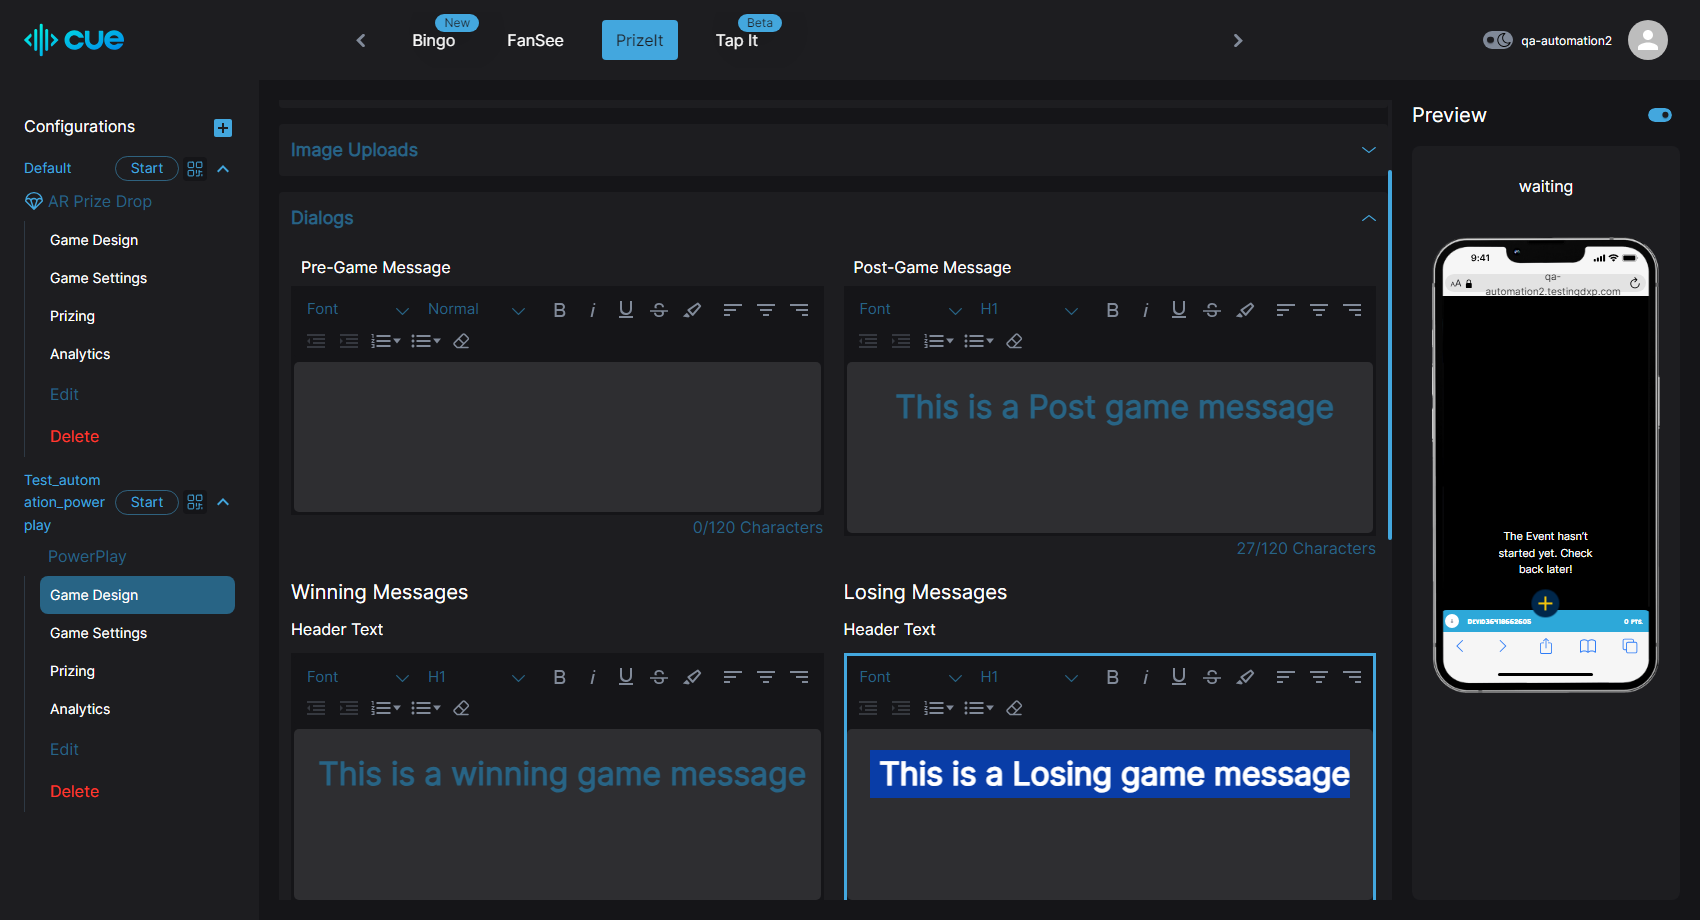 cue
New
Bingo
FanSee
PrizeIt
Beta
Tap It
qa-automation2
Configurations
Default
Start
AR Prize Drop
Game Design
Game Settings
Prizing
Analytics
Edit
Delete
Test_autom
ation_power
play
Start
PowerPlay
Game Design
Game Settings
Prizing
Analytics
Edit
Delete
Image Uploads
Dialogs
Pre-Game Message
Font
Normal
B
i
U
S
0/120 Characters
Post-Game Message
Font
H1
B
i
U
S
This is a Post game message
27/120 Characters
Winning Messages
Header Text
Font
H1
B
i
U
S
This is a winning game message
Losing Messages
Header Text
Font
H1
B
i
U
S
This is a Losing game message
Preview
waiting
9:41
AA
qa-
automation2.testingdxp.com
The Event hasn't
started yet. Check
back later!
0 PTS.